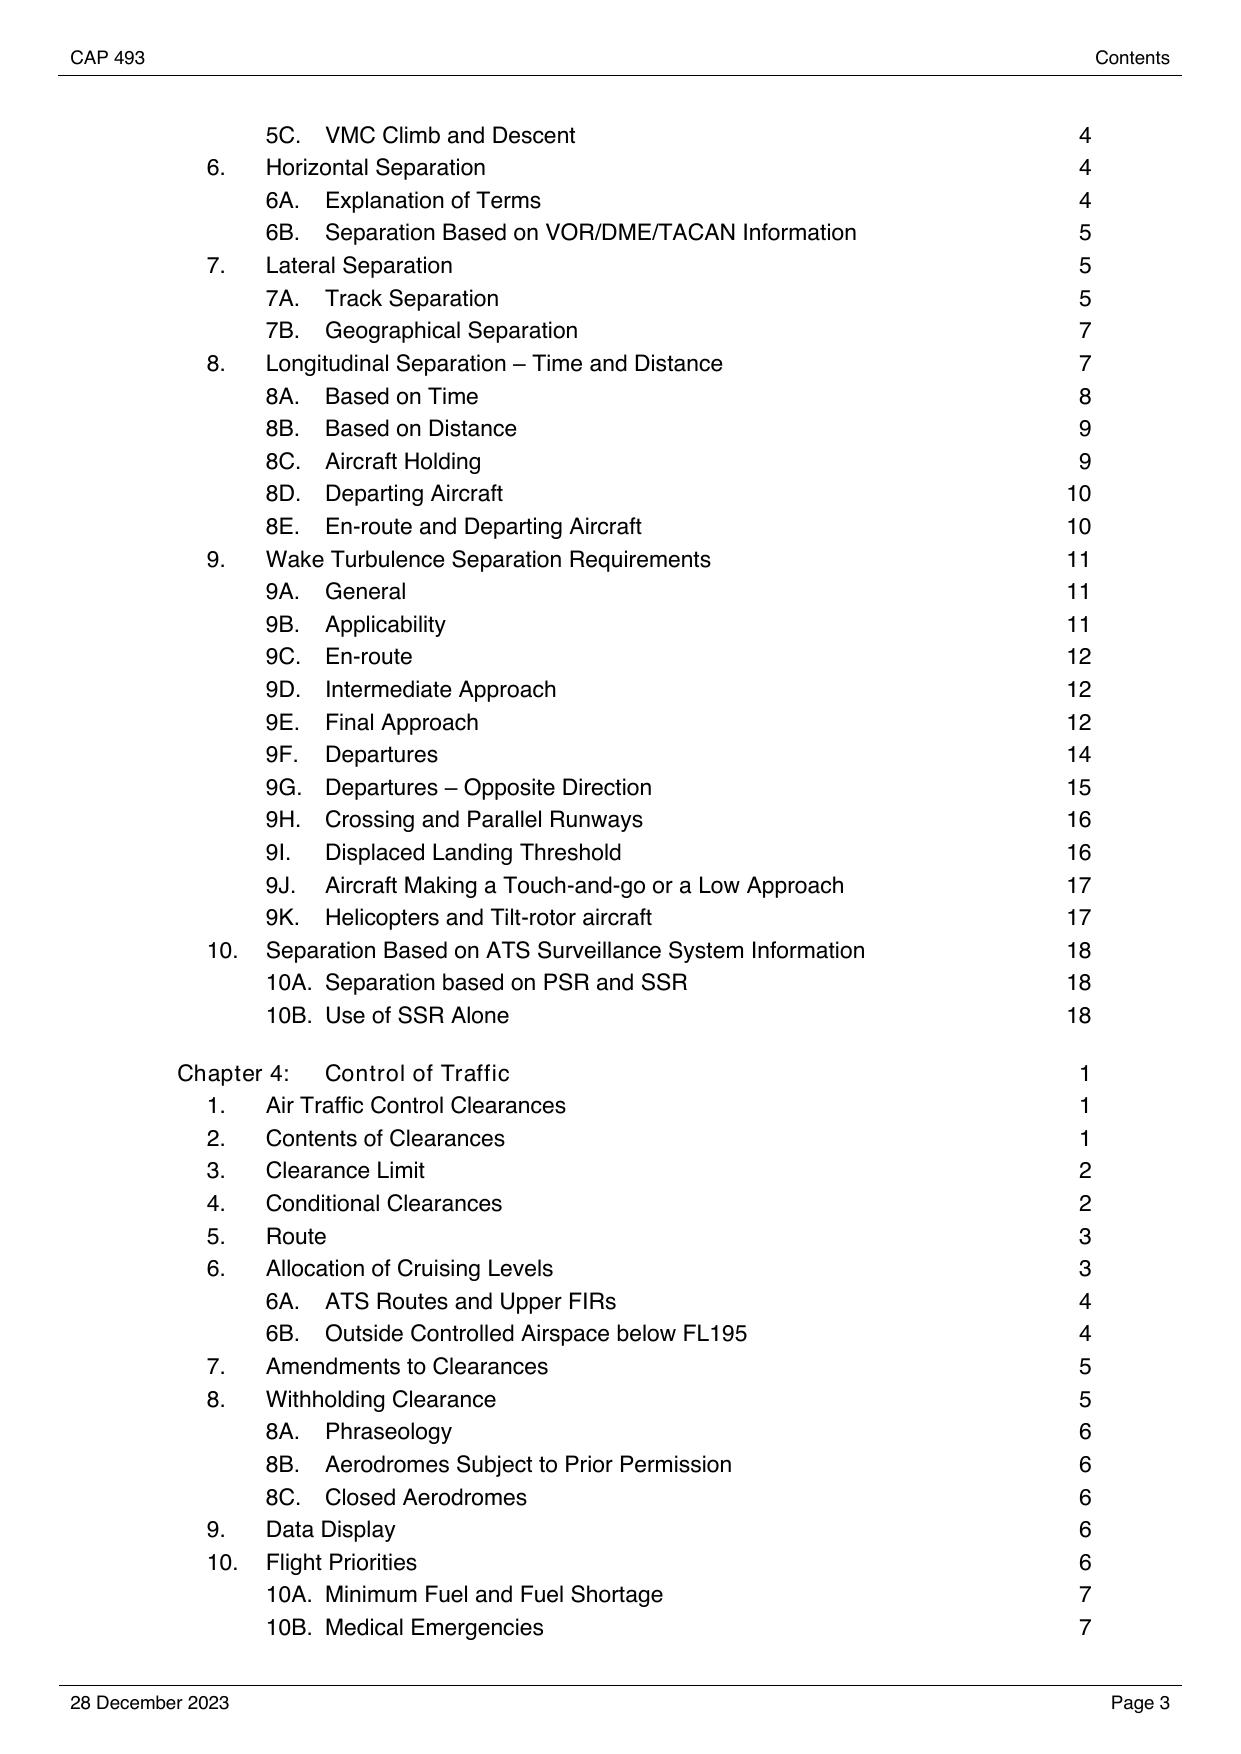 CAP 493 Contents
5C. VMC Climb and Descent 4
6. Horizontal Separation 4
6A. Explanation of Terms 4
6B. Separation Based on VOR/DME/TACAN Information 5
7. Lateral Separation 5
7A. Track Separation 5
7B. Geographical Separation 7
8. Longitudinal Separation – Time and Distance 7
8A. Based on Time 8
8B. Based on Distance 9
8C. Aircraft Holding 9
8D. Departing Aircraft 10
8E. En-route and Departing Aircraft 10
9. Wake Turbulence Separation Requirements 11
9A. General 11
9B. Applicability 11
9C. En-route 12
9D. Intermediate Approach 12
9E. Final Approach 12
9F. Departures 14
9G. Departures – Opposite Direction 15
9H. Crossing and Parallel Runways 16
9I. Displaced Landing Threshold 16
9J. Aircraft Making a Touch-and-go or a Low Approach 17
9K. Helicopters and Tilt-rotor aircraft 17
10. Separation Based on ATS Surveillance System Information 18
10A. Separation based on PSR and SSR 18
10B. Use of SSR Alone 18
Chapter 4: Control of Traffic 1
1. Air Traffic Control Clearances 1
2. Contents of Clearances 1
3. Clearance Limit 2
4. Conditional Clearances 2
5. Route 3
6. Allocation of Cruising Levels 3
6A. ATS Routes and Upper FIRs 4
6B. Outside Controlled Airspace below FL195 4
7. Amendments to Clearances 5
8. Withholding Clearance 5
8A. Phraseology 6
8B. Aerodromes Subject to Prior Permission 6
8C. Closed Aerodromes 6
9. Data Display 6
10. Flight Priorities 6
10A. Minimum Fuel and Fuel Shortage 7
10B. Medical Emergencies 7
28 December 2023 Page 3